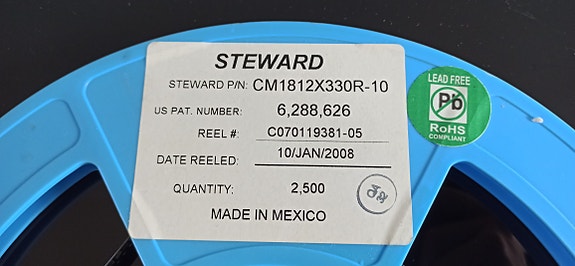 STEWARD
STEWARD P/N: CM1812X330R-10
US PAT. NUMBER: 6,288,626
REEL #: C070119381-05
DATE REELED: 10/JAN/2008
QUANTITY: 2,500
MADE IN MEXICO
LEAD FREE
Pb
RoHS
COMPLIANT